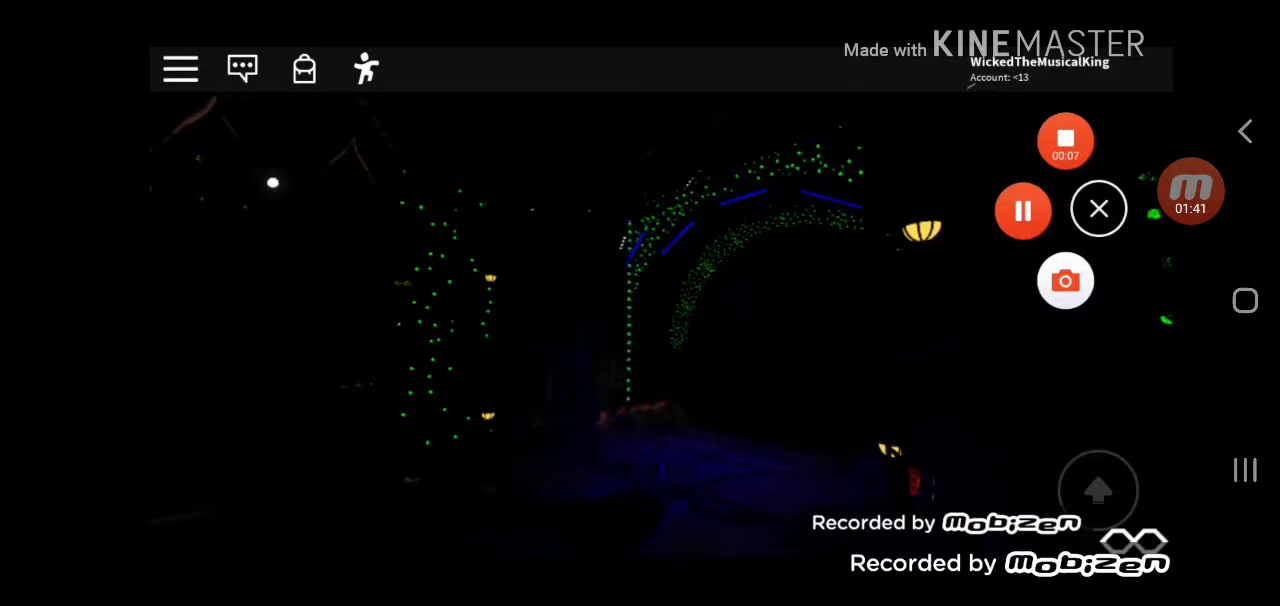 Made with KINEMASTER
WickedTheMusicalKing
Account: <13
00:07
01:41
Recorded by mobizen
Recorded by mobizen